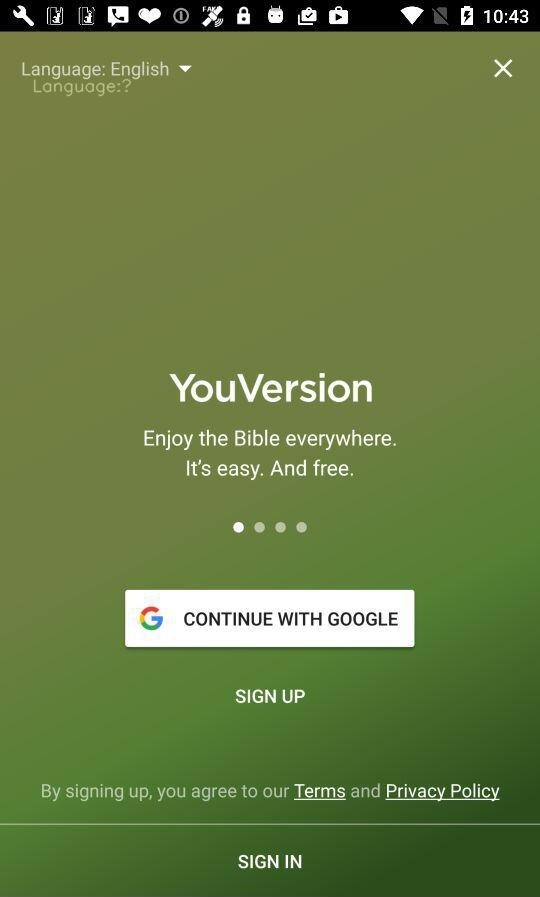 10:43
Language: English
Language:?
YouVersion
Enjoy the Bible everywhere.
It's easy. And free.
CONTINUE WITH GOOGLE
SIGN UP
By signing up, you agree to our Terms and Privacy Policy
SIGN IN